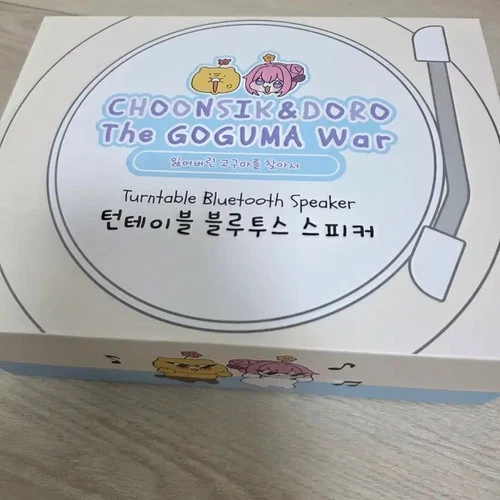 CHOONSIK&DORO
The GOGUMA War
잃어버린 고구마를 찾아서
Turntable Bluetooth Speaker
턴테이블 블루투스 스피커